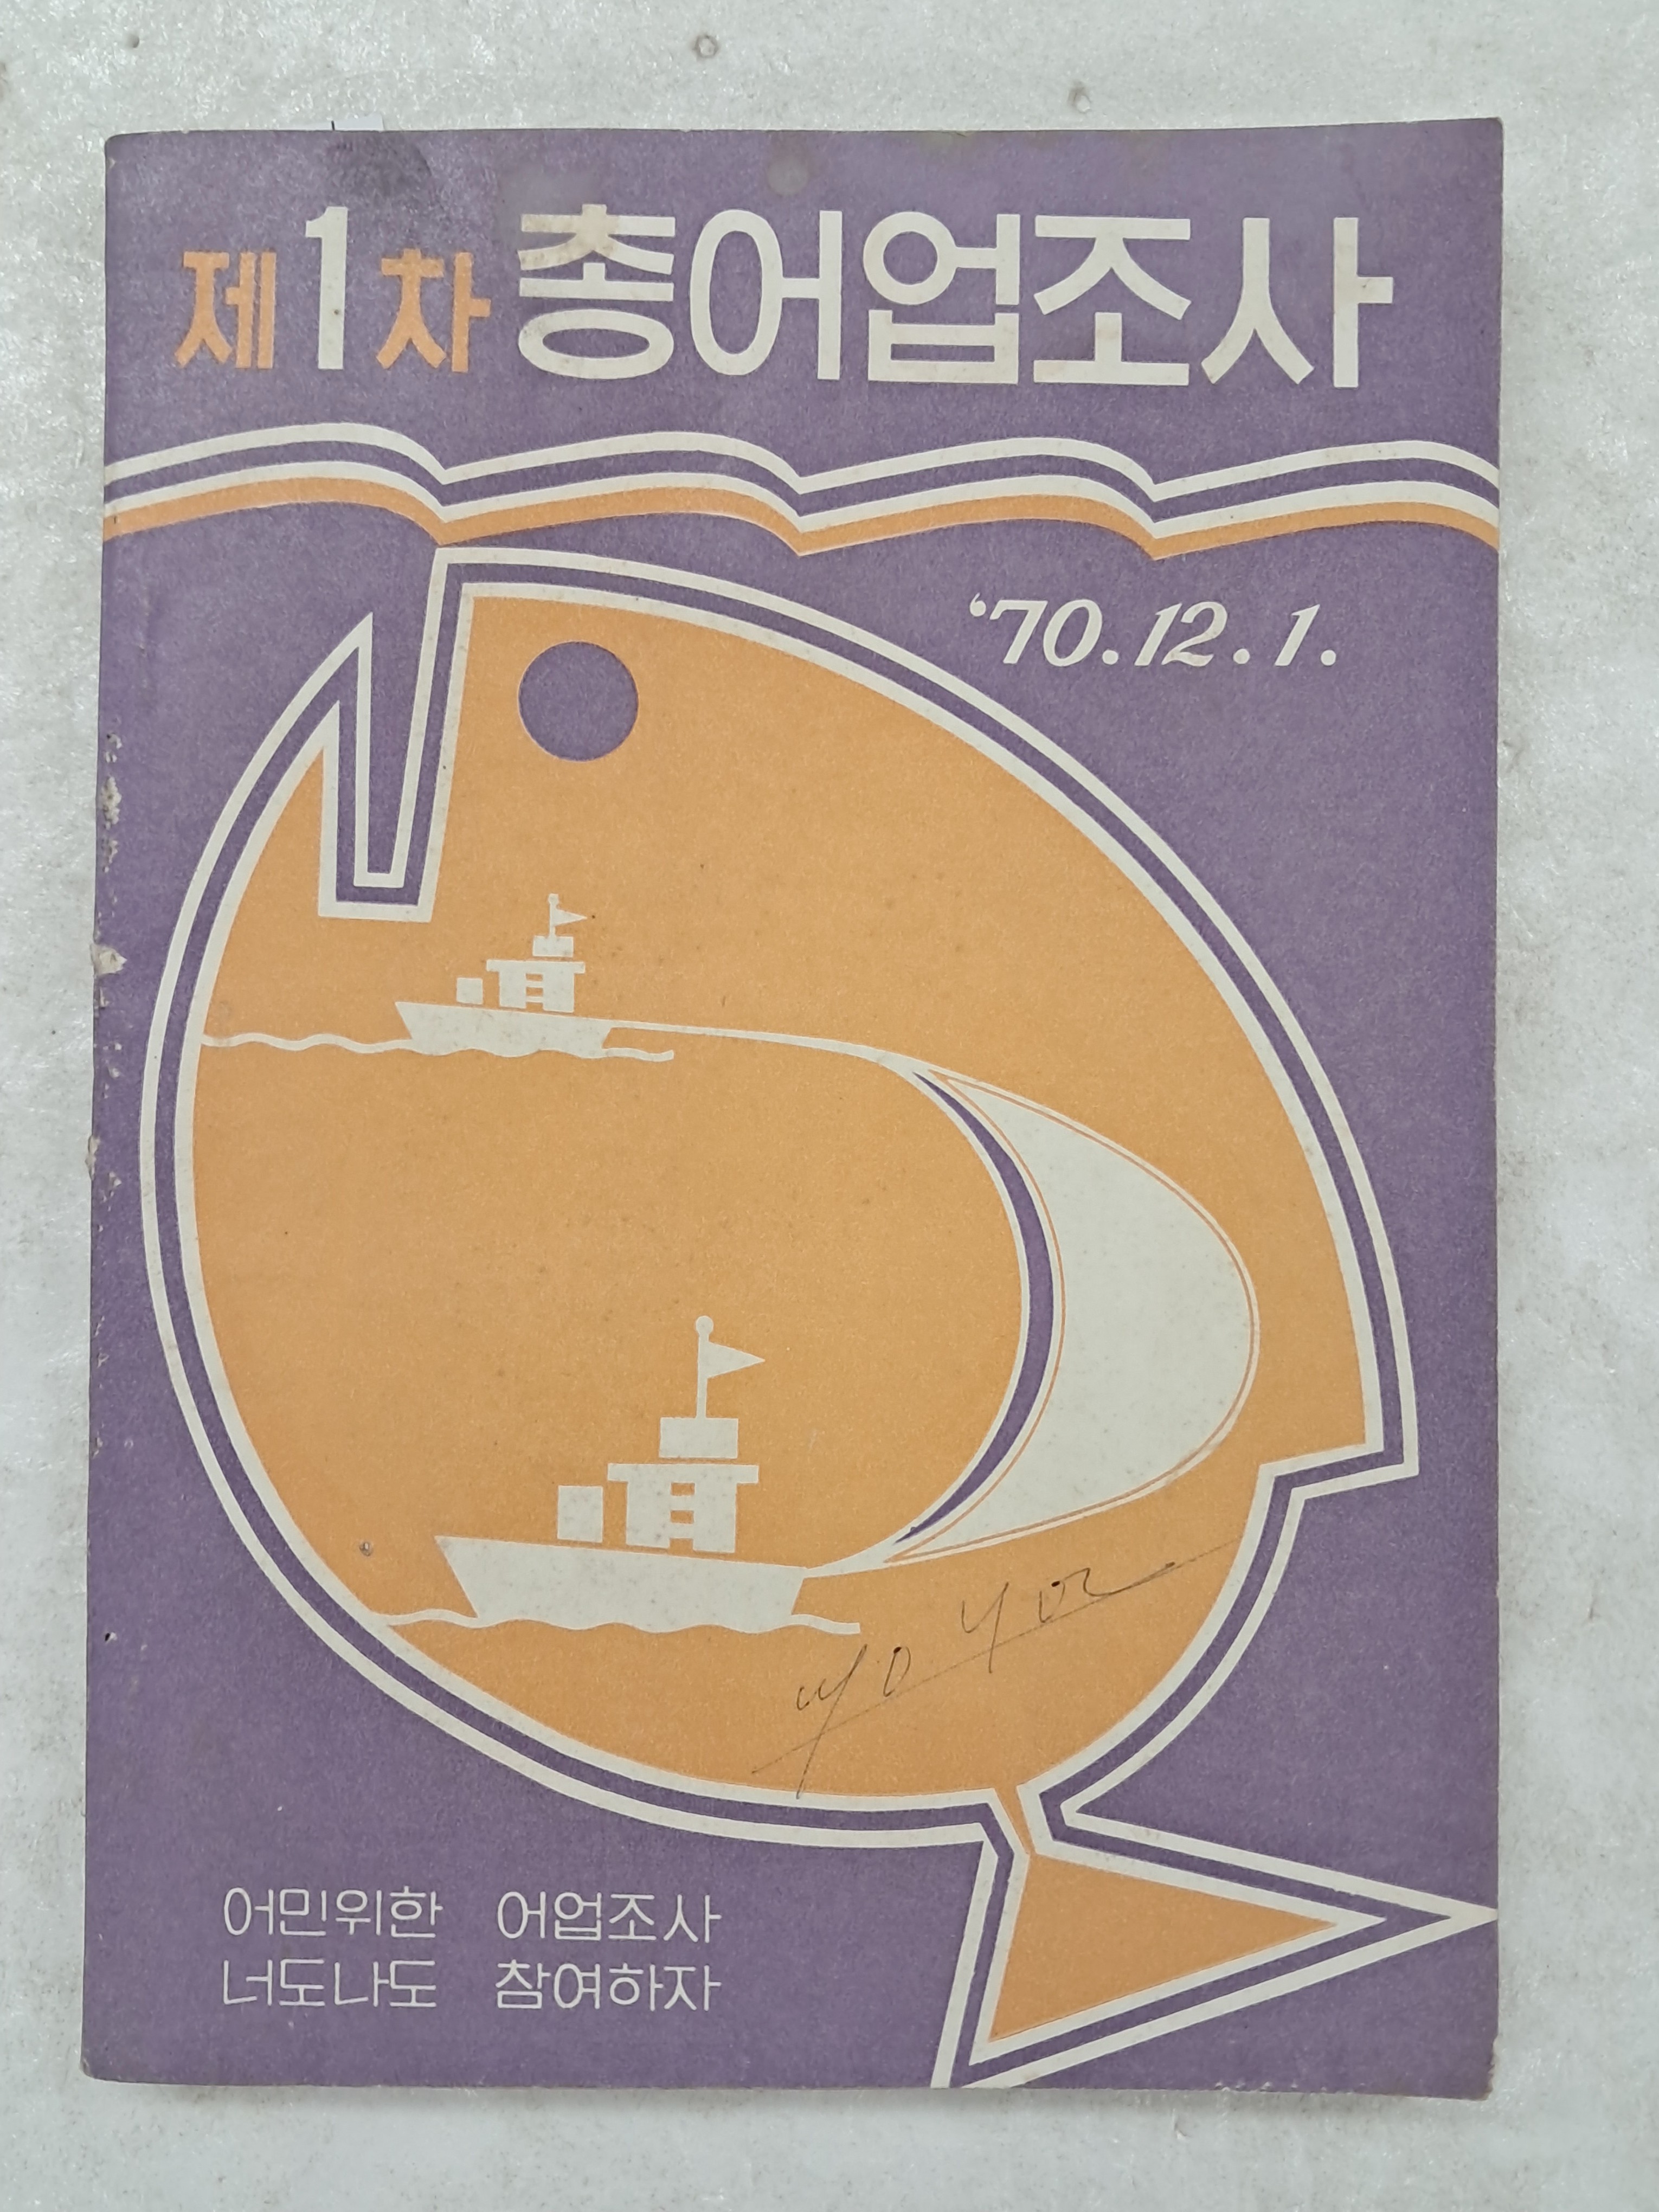 제1차 총어업조사
'70.12.1.
어민위한 어업조사
너도나도 참여하자